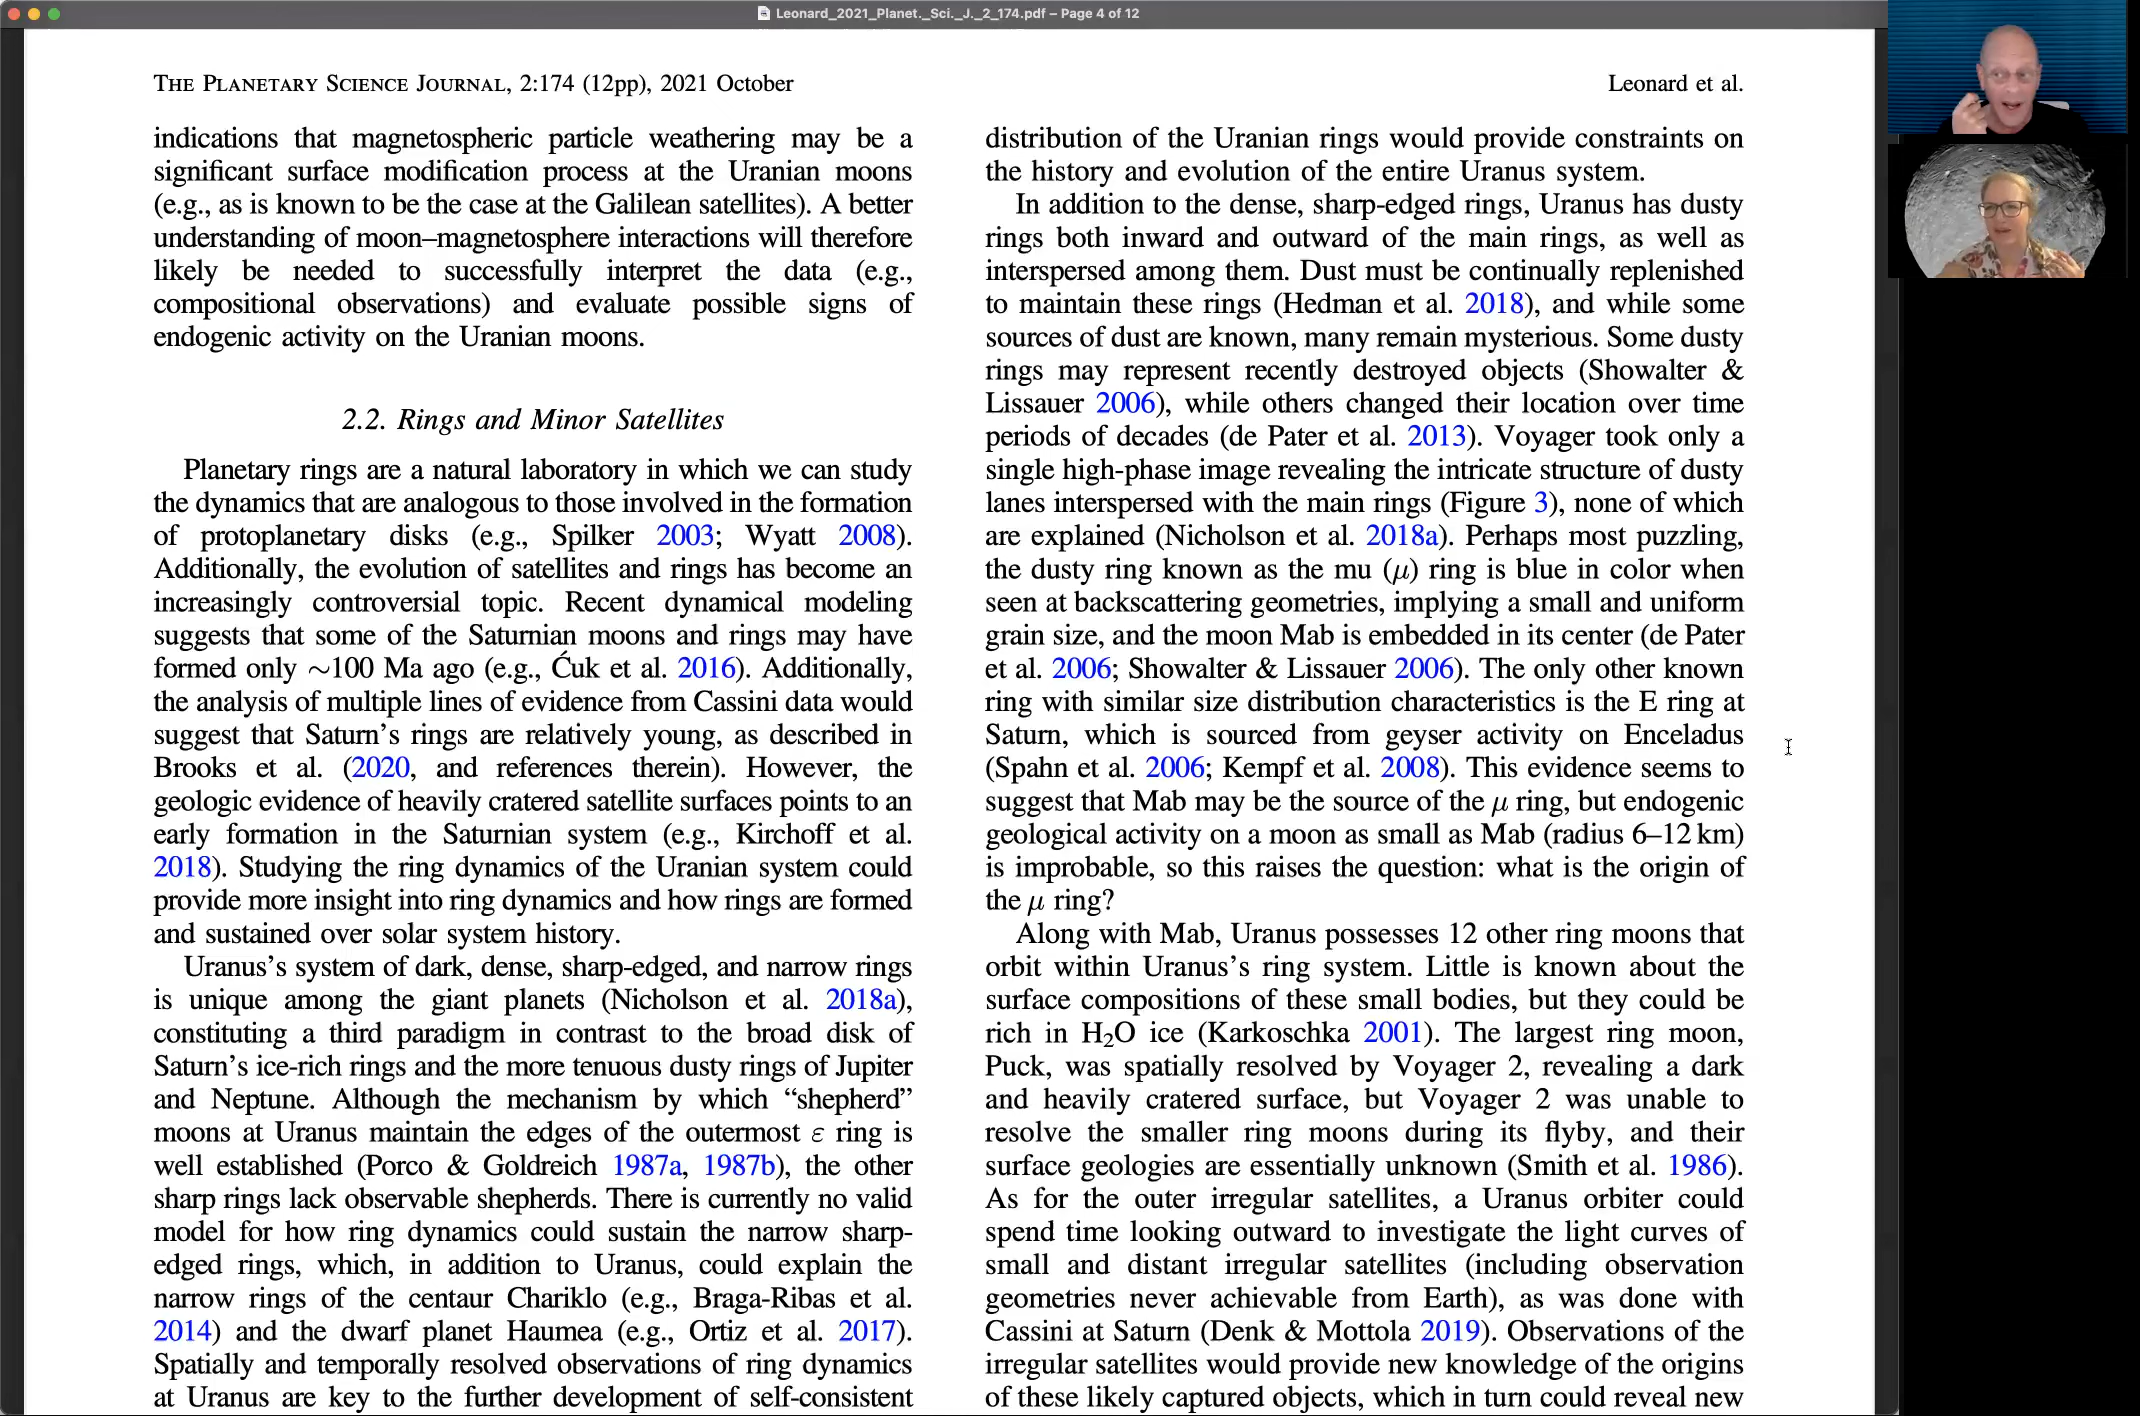 Leonard_2021_Planet._Sci._J._2_174.pdf – Page 4 of 12
THE PLANETARY SCIENCE JOURNAL, 2:174 (12pp), 2021 October
Leonard et al.
indications that magnetospheric particle weathering may be a
significant surface modification process at the Uranian moons
(e.g., as is known to be the case at the Galilean satellites). A better
understanding of moon–magnetosphere interactions will therefore
likely be needed to successfully interpret the data (e.g.,
compositional observations) and evaluate possible signs of
endogenic activity on the Uranian moons.
2.2. Rings and Minor Satellites
Planetary rings are a natural laboratory in which we can study
the dynamics that are analogous to those involved in the formation
of protoplanetary disks (e.g., Spilker 2003; Wyatt 2008).
Additionally, the evolution of satellites and rings has become an
increasingly controversial topic. Recent dynamical modeling
suggests that some of the Saturnian moons and rings may have
formed only ∼100 Ma ago (e.g., Ćuk et al. 2016). Additionally,
the analysis of multiple lines of evidence from Cassini data would
suggest that Saturn’s rings are relatively young, as described in
Brooks et al. (2020, and references therein). However, the
geologic evidence of heavily cratered satellite surfaces points to an
early formation in the Saturnian system (e.g., Kirchoff et al.
2018). Studying the ring dynamics of the Uranian system could
provide more insight into ring dynamics and how rings are formed
and sustained over solar system history.
Uranus’s system of dark, dense, sharp-edged, and narrow rings
is unique among the giant planets (Nicholson et al. 2018a),
constituting a third paradigm in contrast to the broad disk of
Saturn’s ice-rich rings and the more tenuous dusty rings of Jupiter
and Neptune. Although the mechanism by which “shepherd”
moons at Uranus maintain the edges of the outermost ε ring is
well established (Porco & Goldreich 1987a, 1987b), the other
sharp rings lack observable shepherds. There is currently no valid
model for how ring dynamics could sustain the narrow sharp-
edged rings, which, in addition to Uranus, could explain the
narrow rings of the centaur Chariklo (e.g., Braga-Ribas et al.
2014) and the dwarf planet Haumea (e.g., Ortiz et al. 2017).
Spatially and temporally resolved observations of ring dynamics
at Uranus are key to the further development of self-consistent
distribution of the Uranian rings would provide constraints on
the history and evolution of the entire Uranus system.
In addition to the dense, sharp-edged rings, Uranus has dusty
rings both inward and outward of the main rings, as well as
interspersed among them. Dust must be continually replenished
to maintain these rings (Hedman et al. 2018), and while some
sources of dust are known, many remain mysterious. Some dusty
rings may represent recently destroyed objects (Showalter &
Lissauer 2006), while others changed their location over time
periods of decades (de Pater et al. 2013). Voyager took only a
single high-phase image revealing the intricate structure of dusty
lanes interspersed with the main rings (Figure 3), none of which
are explained (Nicholson et al. 2018a). Perhaps most puzzling,
the dusty ring known as the mu (μ) ring is blue in color when
seen at backscattering geometries, implying a small and uniform
grain size, and the moon Mab is embedded in its center (de Pater
et al. 2006; Showalter & Lissauer 2006). The only other known
ring with similar size distribution characteristics is the E ring at
Saturn, which is sourced from geyser activity on Enceladus
(Spahn et al. 2006; Kempf et al. 2008). This evidence seems to
suggest that Mab may be the source of the μ ring, but endogenic
geological activity on a moon as small as Mab (radius 6–12 km)
is improbable, so this raises the question: what is the origin of
the μ ring?
Along with Mab, Uranus possesses 12 other ring moons that
orbit within Uranus’s ring system. Little is known about the
surface compositions of these small bodies, but they could be
rich in H₂O ice (Karkoschka 2001). The largest ring moon,
Puck, was spatially resolved by Voyager 2, revealing a dark
and heavily cratered surface, but Voyager 2 was unable to
resolve the smaller ring moons during its flyby, and their
surface geologies are essentially unknown (Smith et al. 1986).
As for the outer irregular satellites, a Uranus orbiter could
spend time looking outward to investigate the light curves of
small and distant irregular satellites (including observation
geometries never achievable from Earth), as was done with
Cassini at Saturn (Denk & Mottola 2019). Observations of the
irregular satellites would provide new knowledge of the origins
of these likely captured objects, which in turn could reveal new